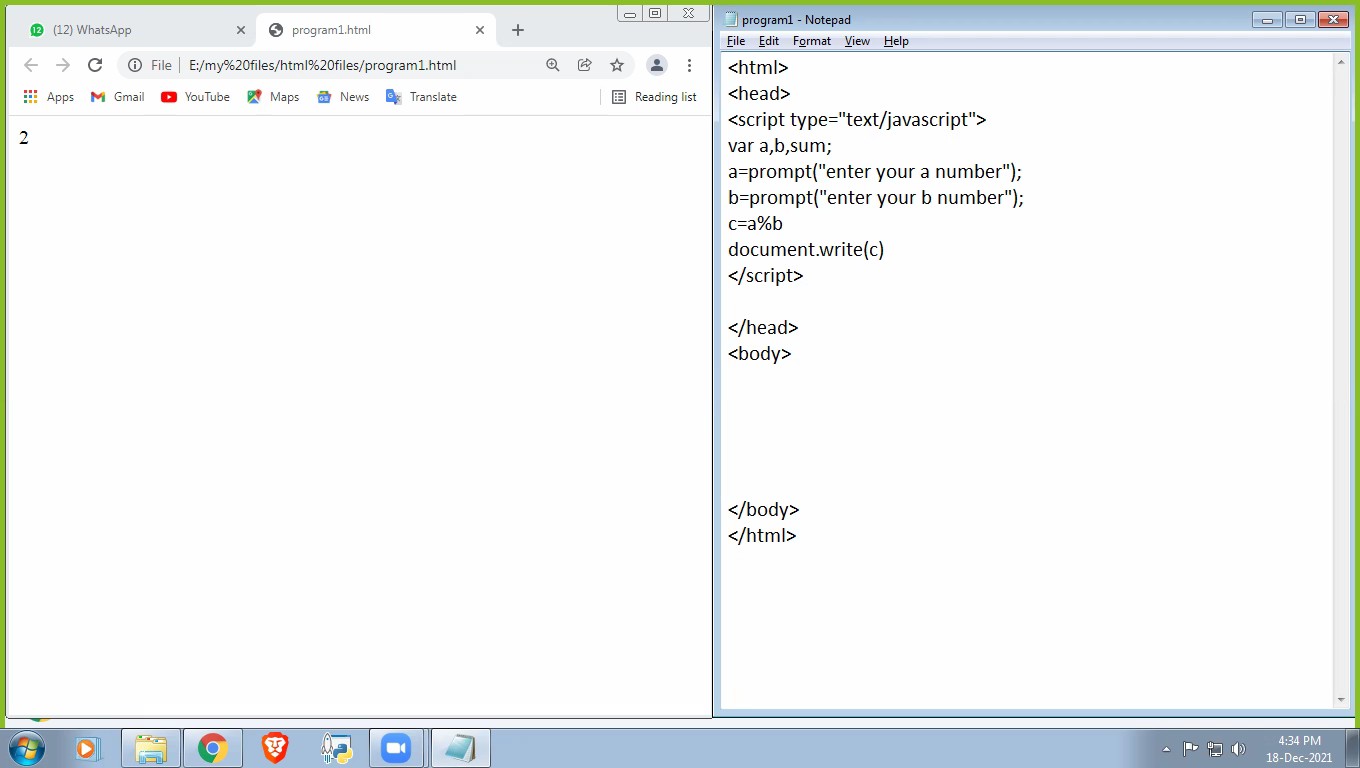 (12) WhatsApp
program1.html
File
E:/my%20files/html%20files/program1.html
Apps
Gmail
YouTube
Maps
News
Translate
Reading list
2
program1 - Notepad
File Edit Format View Help
<html>
<head>
<script type="text/javascript">
var a,b,sum;
a=prompt("enter your a number");
b=prompt("enter your b number");
c=a%b
document.write(c)
</script>
</head>
<body>
</body>
</html>
4:34 PM
18-Dec-2021